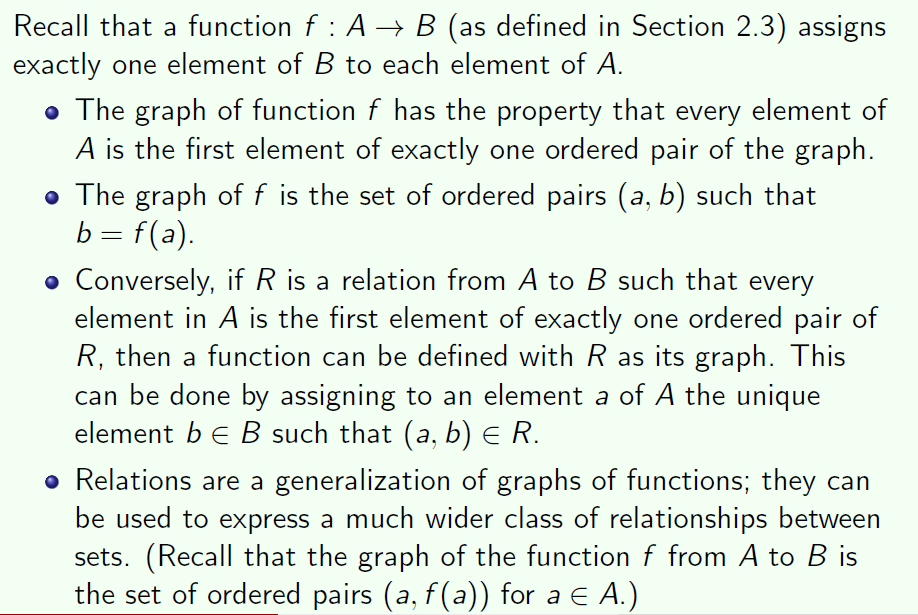 Recall that a function f : A → B (as defined in Section 2.3) assigns
exactly one element of B to each element of A.
The graph of function f has the property that every element of
A is the first element of exactly one ordered pair of the graph.
The graph of f is the set of ordered pairs (a, b) such that
b = f(a).
Conversely, if R is a relation from A to B such that every
element in A is the first element of exactly one ordered pair of
R, then a function can be defined with R as its graph. This
can be done by assigning to an element a of A the unique
element b ∈ B such that (a, b) ∈ R.
Relations are a generalization of graphs of functions; they can
be used to express a much wider class of relationships between
sets. (Recall that the graph of the function f from A to B is
the set of ordered pairs (a, f(a)) for a ∈ A.)